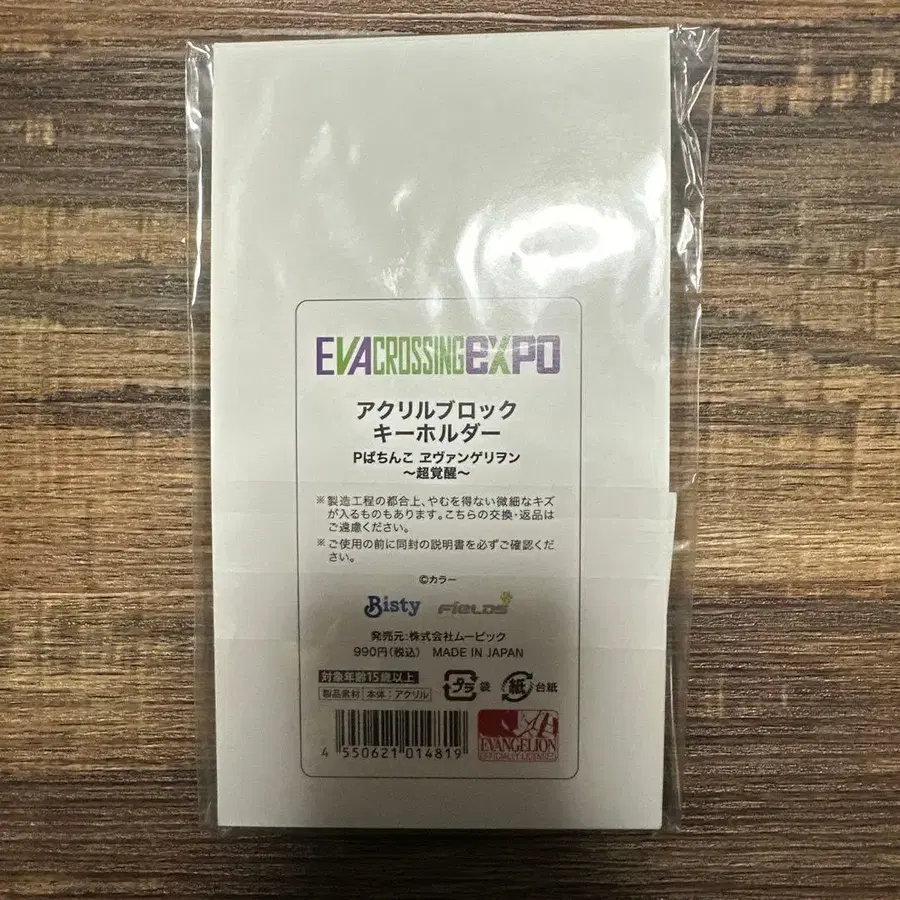 EVACROSSINGEXPO
アクリルブロック
キーホルダー
Pぱちんこ ヱヴァンゲリヲン
〜超覚醒〜
※製造工程の都合上、やむを得ない微細なキズ
が入るものもあります。こちらの交換・返品は
ご遠慮ください。
※ご使用の前に同封の説明書を必ずご確認くだ
さい。
©カラー
Bisty FIELDS
発売元:株式会社ムービック
990円(税込) MADE IN JAPAN
対象年齢15歳以上
製品素材 本体:アクリル
プラ 袋 紙 台紙
4 550621 014819
EVANGELION
OFFICIALLY LICENSED